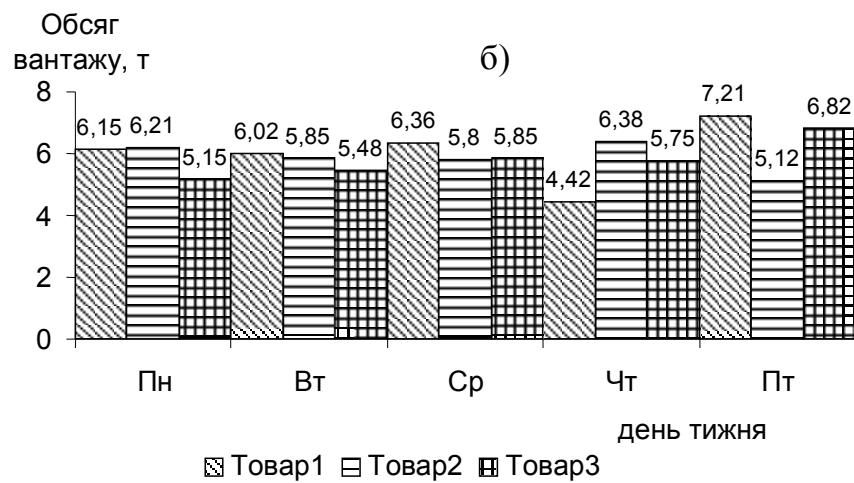 Обсяг
вантажу, т
б)
8
6
4
2
0
6,15 6,21 5,15 6,02 5,85 5,48 6,36 5,8 5,85 4,42 6,38 5,75 7,21 5,12 6,82
Пн Вт Ср Чт Пт
день тижня
Товар1 Товар2 Товар3